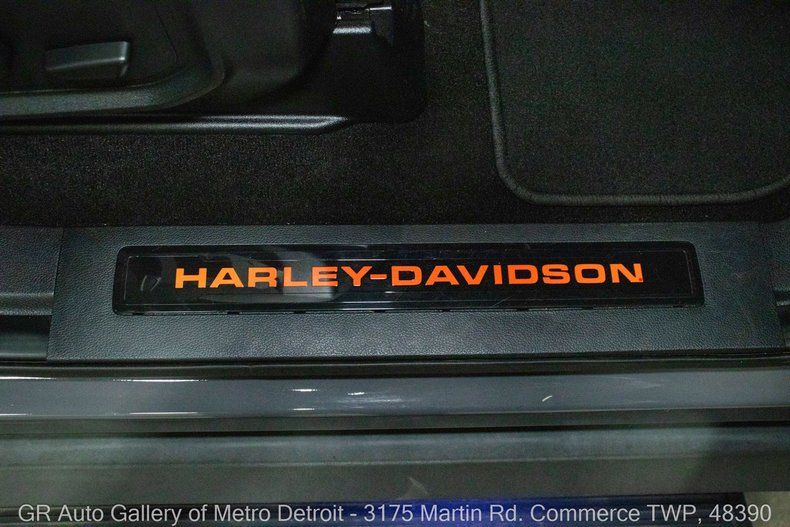 HARLEY-DAVIDSON
GR Auto Gallery of Metro Detroit - 3175 Martin Rd. Commerce TWP, 48390